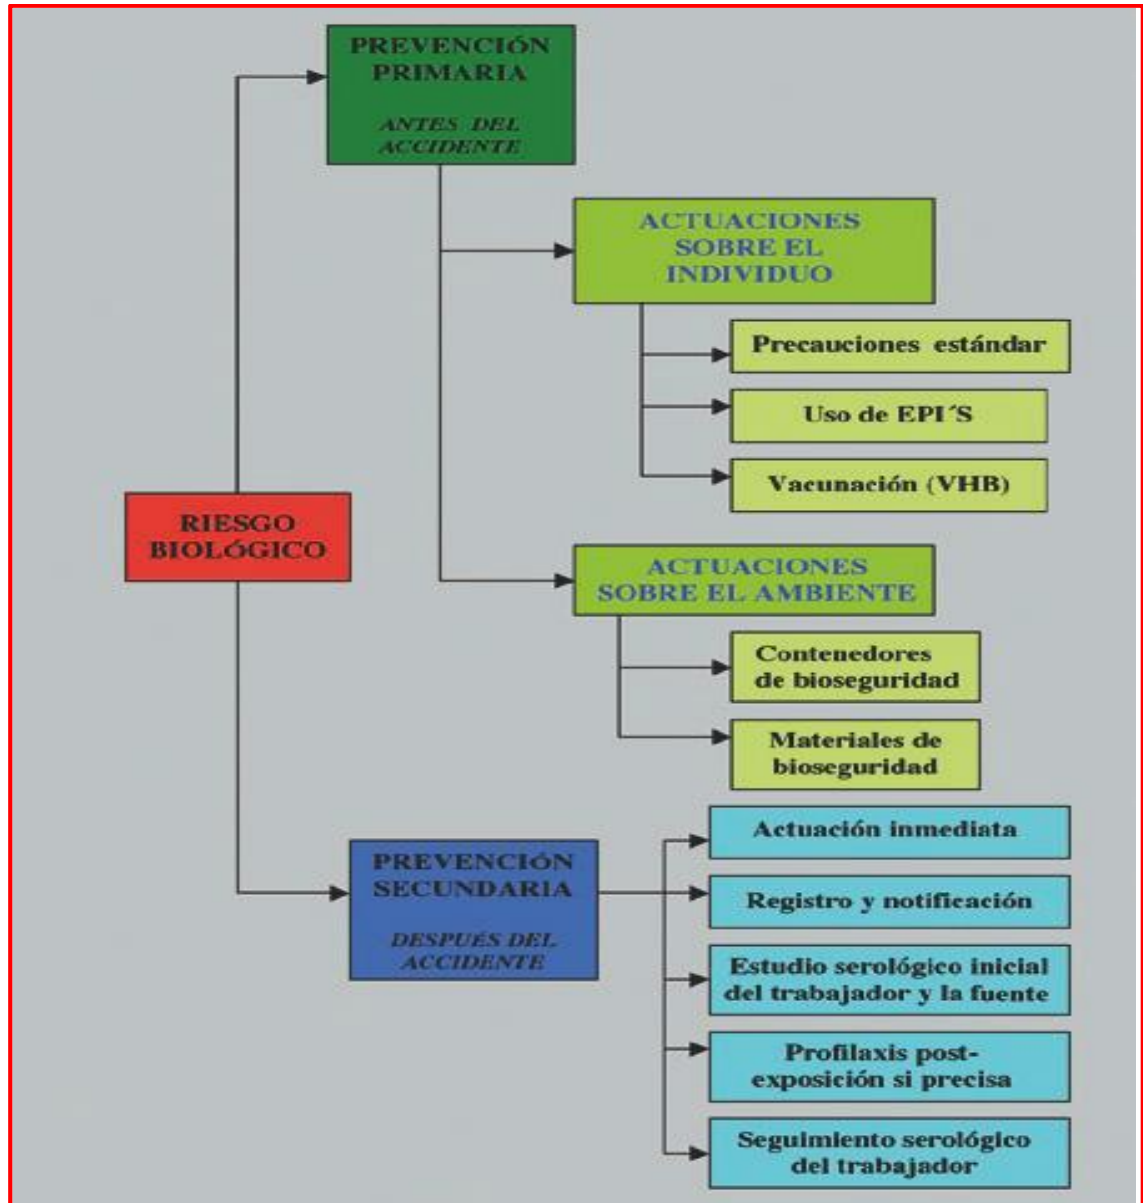 PREVENCIÓN
PRIMARIA
ANTES DEL
ACCIDENTE
ACTUACIONES
SOBRE EL
INDIVIDUO
Precauciones estándar
Uso de EPI´S
Vacunación (VHB)
RIESGO
BIOLÓGICO
ACTUACIONES
SOBRE EL AMBIENTE
Contenedores
de bioseguridad
Materiales de
bioseguridad
PREVENCIÓN
SECUNDARIA
DESPUÉS DEL
ACCIDENTE
Actuación inmediata
Registro y notificación
Estudio serológico inicial
del trabajador y la fuente
Profilaxis post-
exposición si precisa
Seguimiento serológico
del trabajador